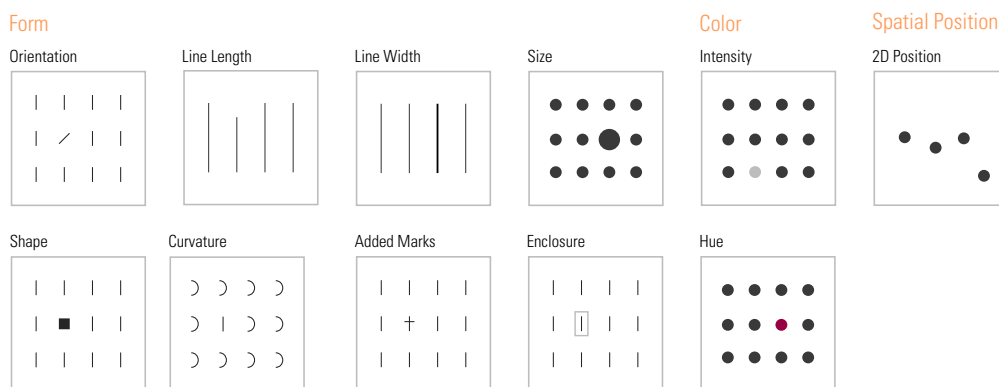 Form
Color
Spatial Position
Orientation
Line Length
Line Width
Size
Intensity
2D Position
Shape
Curvature
Added Marks
Enclosure
Hue